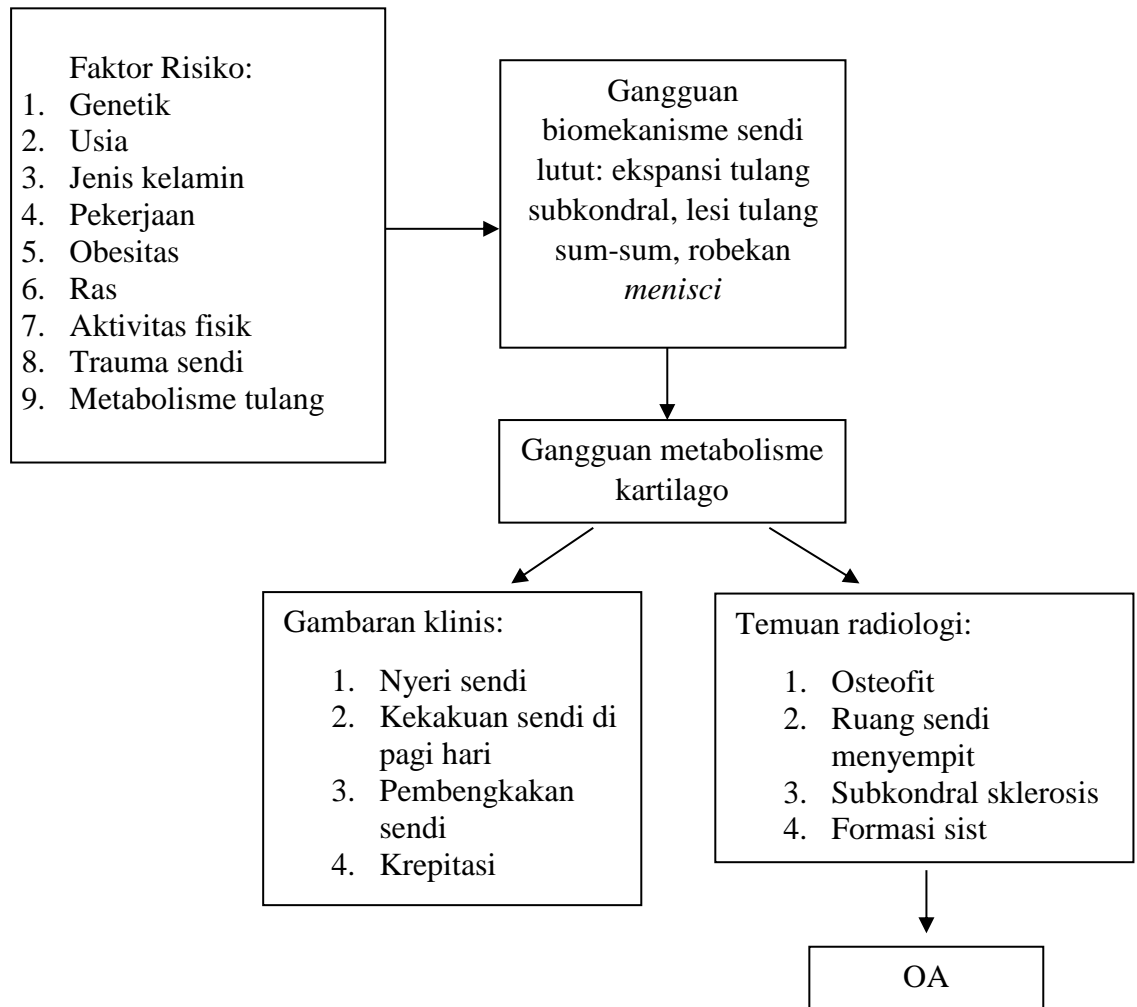 Faktor Risiko:
1. Genetik
2. Usia
3. Jenis kelamin
4. Pekerjaan
5. Obesitas
6. Ras
7. Aktivitas fisik
8. Trauma sendi
9. Metabolisme tulang
Gangguan
biomekanisme sendi
lutut: ekspansi tulang
subkondral, lesi tulang
sum-sum, robekan
menisci
Gangguan metabolisme
kartilago
Gambaran klinis:
1. Nyeri sendi
2. Kekakuan sendi di
pagi hari
3. Pembengkakan
sendi
4. Krepitasi
Temuan radiologi:
1. Osteofit
2. Ruang sendi
menyempit
3. Subkondral sklerosis
4. Formasi sist
OA